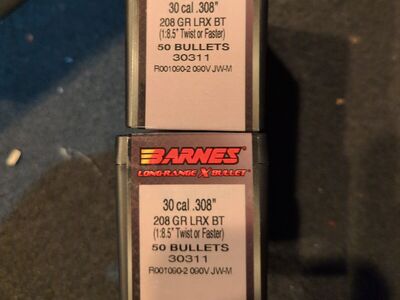 30 cal .308"
208 GR LRX BT
(1:8.5" Twist or Faster)
50 BULLETS
30311
R001090-2 090V JW-M
BARNES
LONG-RANGE X BULLET
30 cal .308"
208 GR LRX BT
(1:8.5" Twist or Faster)
50 BULLETS
30311
R001090-2 090V JW-M